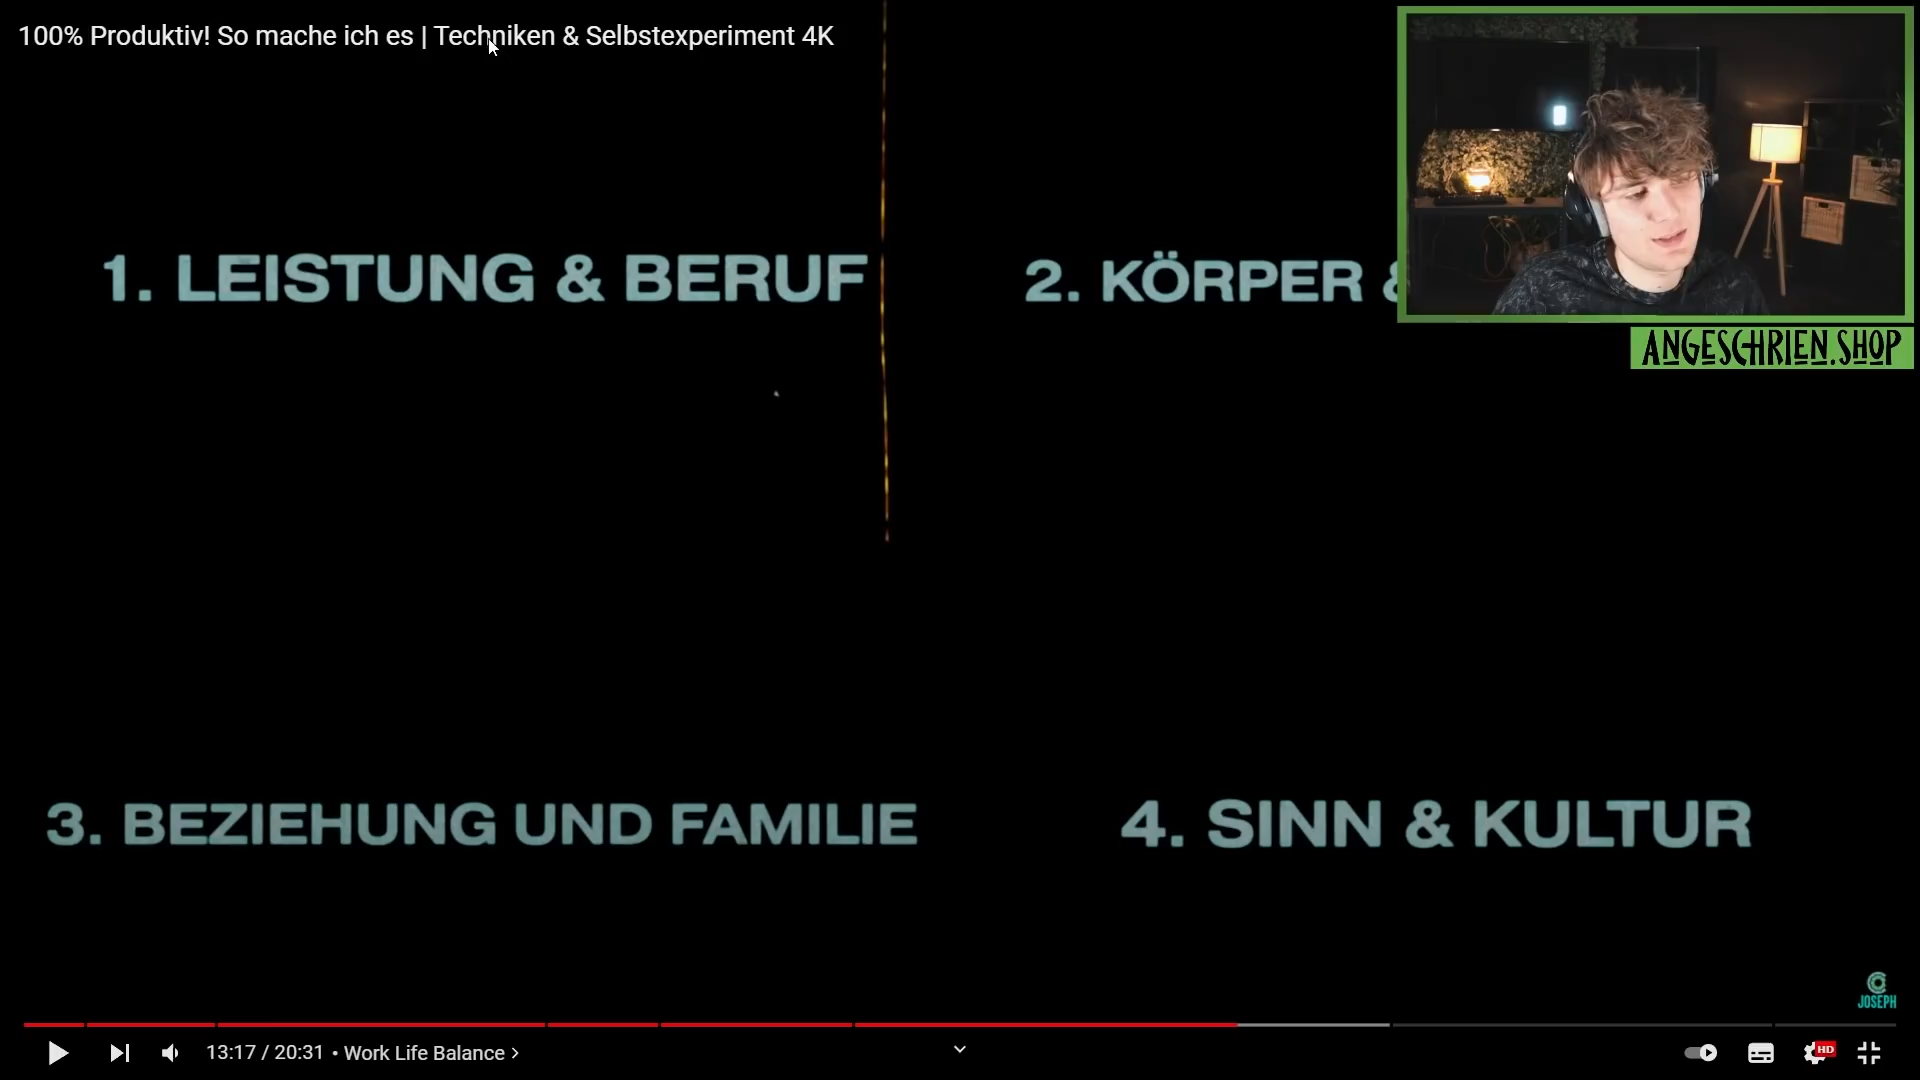 100% Produktiv! So mache ich es | Techniken & Selbstexperiment 4K
1. LEISTUNG & BERUF
2. KÖRPER &
ANGESCHRIEN.SHOP
3. BEZIEHUNG UND FAMILIE
4. SINN & KULTUR
JOSEPH
13:17 / 20:31 • Work Life Balance >
HD